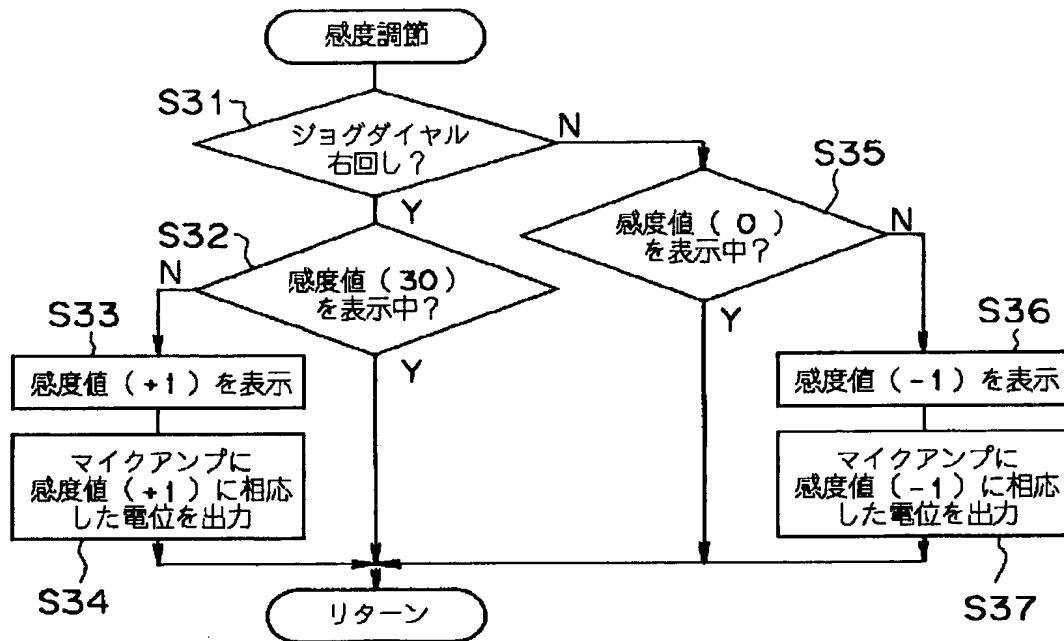 感度調節
S31
ジョグダイヤル
右回し?
N
Y
S35
感度値(0)
を表示中?
N
Y
S32
感度値(30)
を表示中?
N
Y
S33
感度値(+1)を表示
S36
感度値(-1)を表示
マイクアンプに
感度値(+1)に相応
した電位を出力
S34
マイクアンプに
感度値(-1)に相応
した電位を出力
S37
リターン